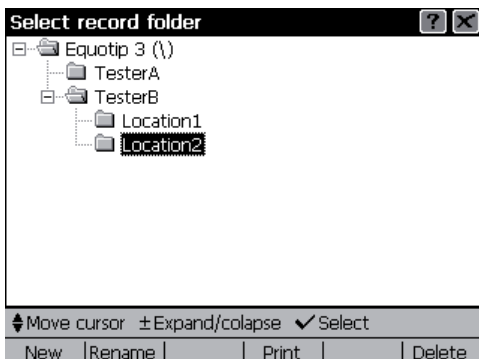 Select record folder ? X
Equotip 3 (\)
TesterA
TesterB
Location1
Location2
Move cursor ±Expand/colapse ✓Select
New Rename Print Delete